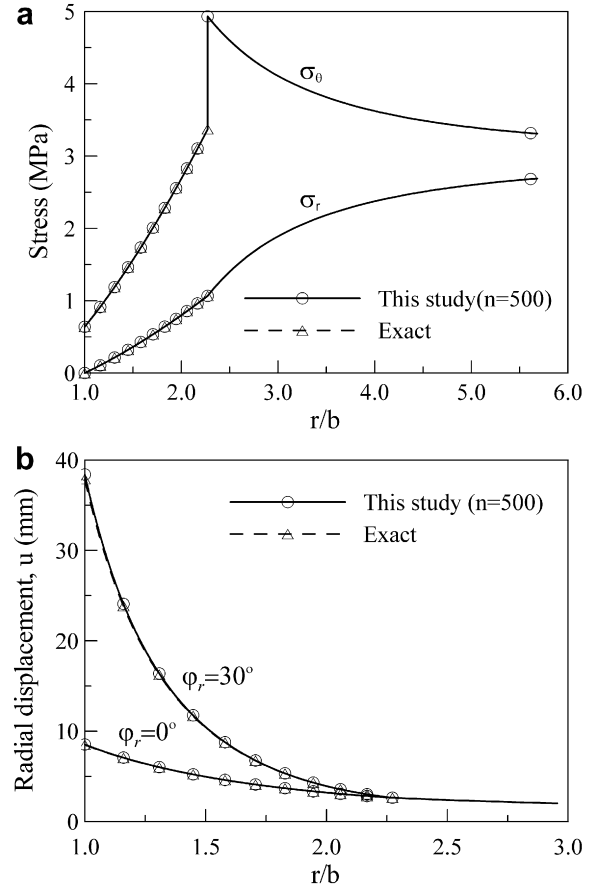 a
5
4
3
2
1
0
Stress (MPa)
σθ
σr
This study(n=500)
Exact
1.0 2.0 3.0 4.0 5.0 6.0
r/b
b
40
30
20
10
0
Radial displacement, u (mm)
This study (n=500)
Exact
φr=30°
φr=0°
1.0 1.5 2.0 2.5 3.0
r/b